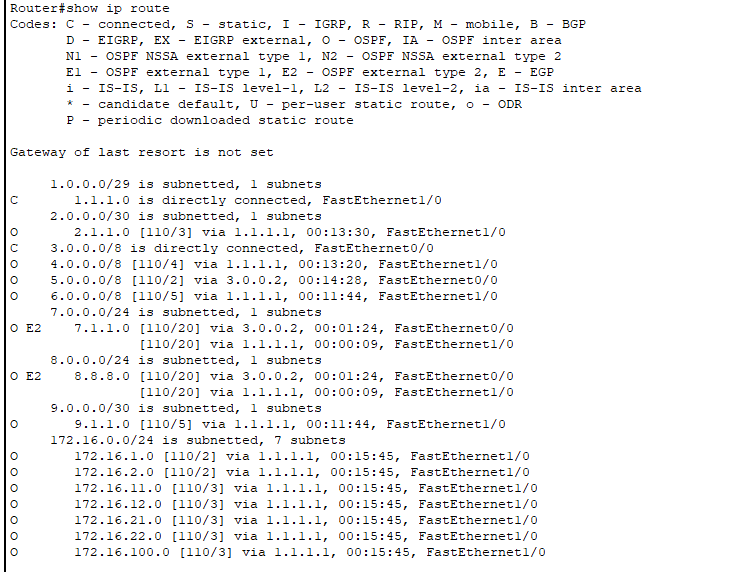 Router#show ip route
Codes: C - connected, S - static, I - IGRP, R - RIP, M - mobile, B - BGP
       D - EIGRP, EX - EIGRP external, O - OSPF, IA - OSPF inter area
       N1 - OSPF NSSA external type 1, N2 - OSPF NSSA external type 2
       E1 - OSPF external type 1, E2 - OSPF external type 2, E - EGP
       i - IS-IS, L1 - IS-IS level-1, L2 - IS-IS level-2, ia - IS-IS inter area
       * - candidate default, U - per-user static route, o - ODR
       P - periodic downloaded static route
Gateway of last resort is not set
     1.0.0.0/29 is subnetted, 1 subnets
C       1.1.1.0 is directly connected, FastEthernet1/0
     2.0.0.0/30 is subnetted, 1 subnets
O       2.1.1.0 [110/3] via 1.1.1.1, 00:13:30, FastEthernet1/0
C    3.0.0.0/8 is directly connected, FastEthernet0/0
O    4.0.0.0/8 [110/4] via 1.1.1.1, 00:13:20, FastEthernet1/0
O    5.0.0.0/8 [110/2] via 3.0.0.2, 00:14:28, FastEthernet0/0
O    6.0.0.0/8 [110/5] via 1.1.1.1, 00:11:44, FastEthernet1/0
     7.0.0.0/24 is subnetted, 1 subnets
O E2    7.1.1.0 [110/20] via 3.0.0.2, 00:01:24, FastEthernet0/0
                [110/20] via 1.1.1.1, 00:00:09, FastEthernet1/0
     8.0.0.0/24 is subnetted, 1 subnets
O E2    8.8.8.0 [110/20] via 3.0.0.2, 00:01:24, FastEthernet0/0
                [110/20] via 1.1.1.1, 00:00:09, FastEthernet1/0
     9.0.0.0/30 is subnetted, 1 subnets
O       9.1.1.0 [110/5] via 1.1.1.1, 00:11:44, FastEthernet1/0
     172.16.0.0/24 is subnetted, 7 subnets
O       172.16.1.0 [110/2] via 1.1.1.1, 00:15:45, FastEthernet1/0
O       172.16.2.0 [110/2] via 1.1.1.1, 00:15:45, FastEthernet1/0
O       172.16.11.0 [110/3] via 1.1.1.1, 00:15:45, FastEthernet1/0
O       172.16.12.0 [110/3] via 1.1.1.1, 00:15:45, FastEthernet1/0
O       172.16.21.0 [110/3] via 1.1.1.1, 00:15:45, FastEthernet1/0
O       172.16.22.0 [110/3] via 1.1.1.1, 00:15:45, FastEthernet1/0
O       172.16.100.0 [110/3] via 1.1.1.1, 00:15:45, FastEthernet1/0